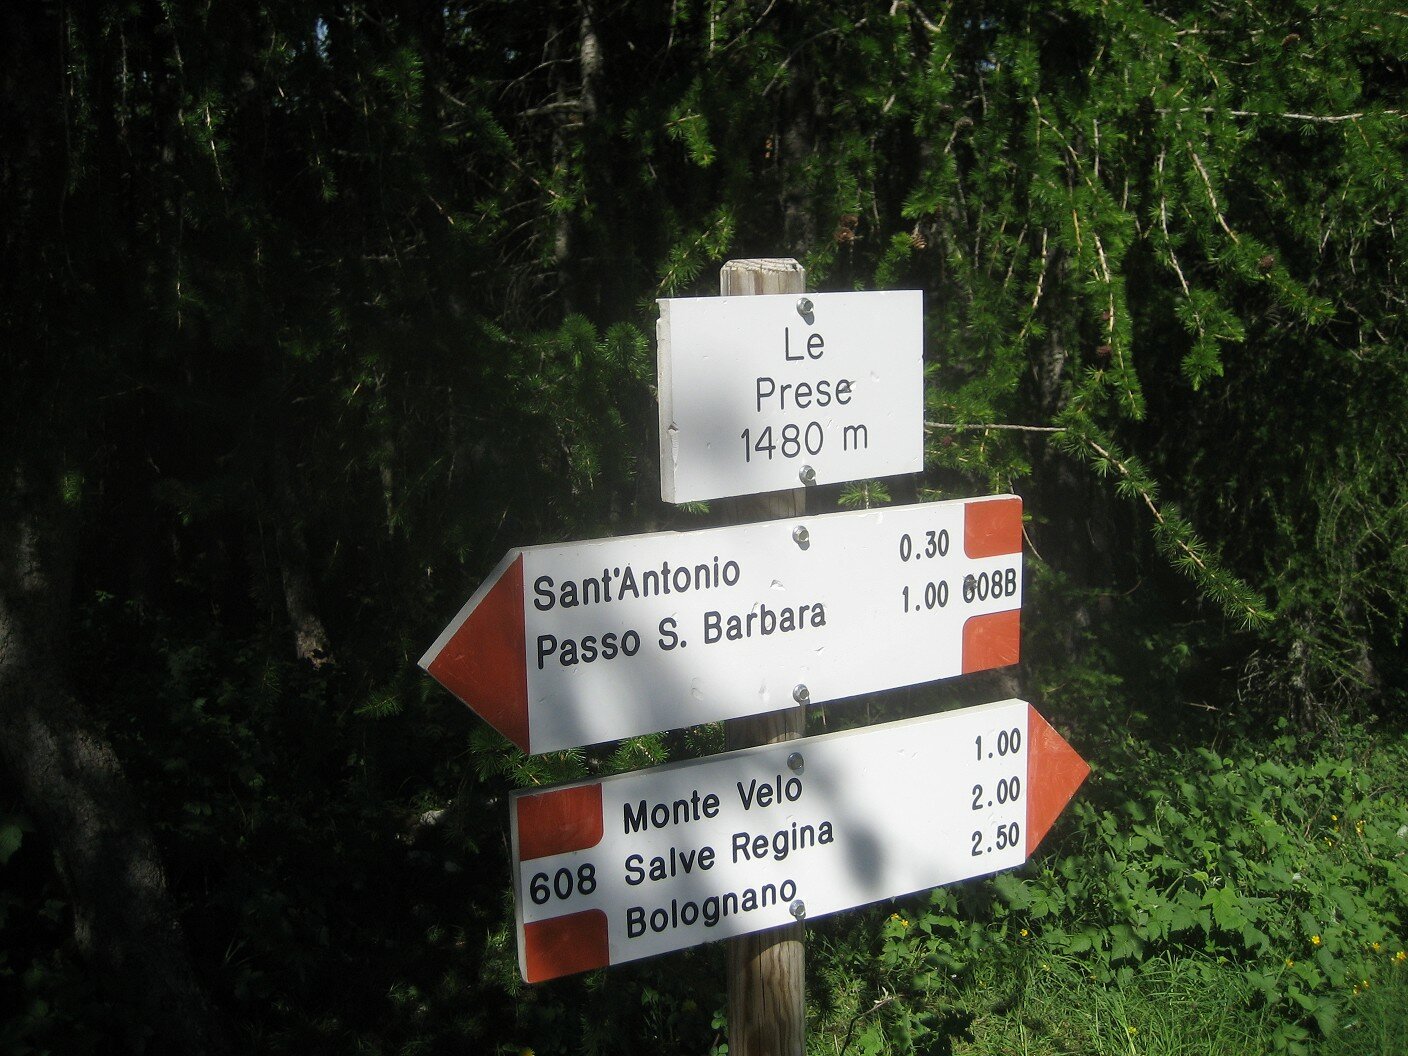 Le
Prese
1480 m
Sant'Antonio 0.30
Passo S. Barbara 1.00 608B
Monte Velo 1.00
Salve Regina 2.00
608
Bolognano 2.50